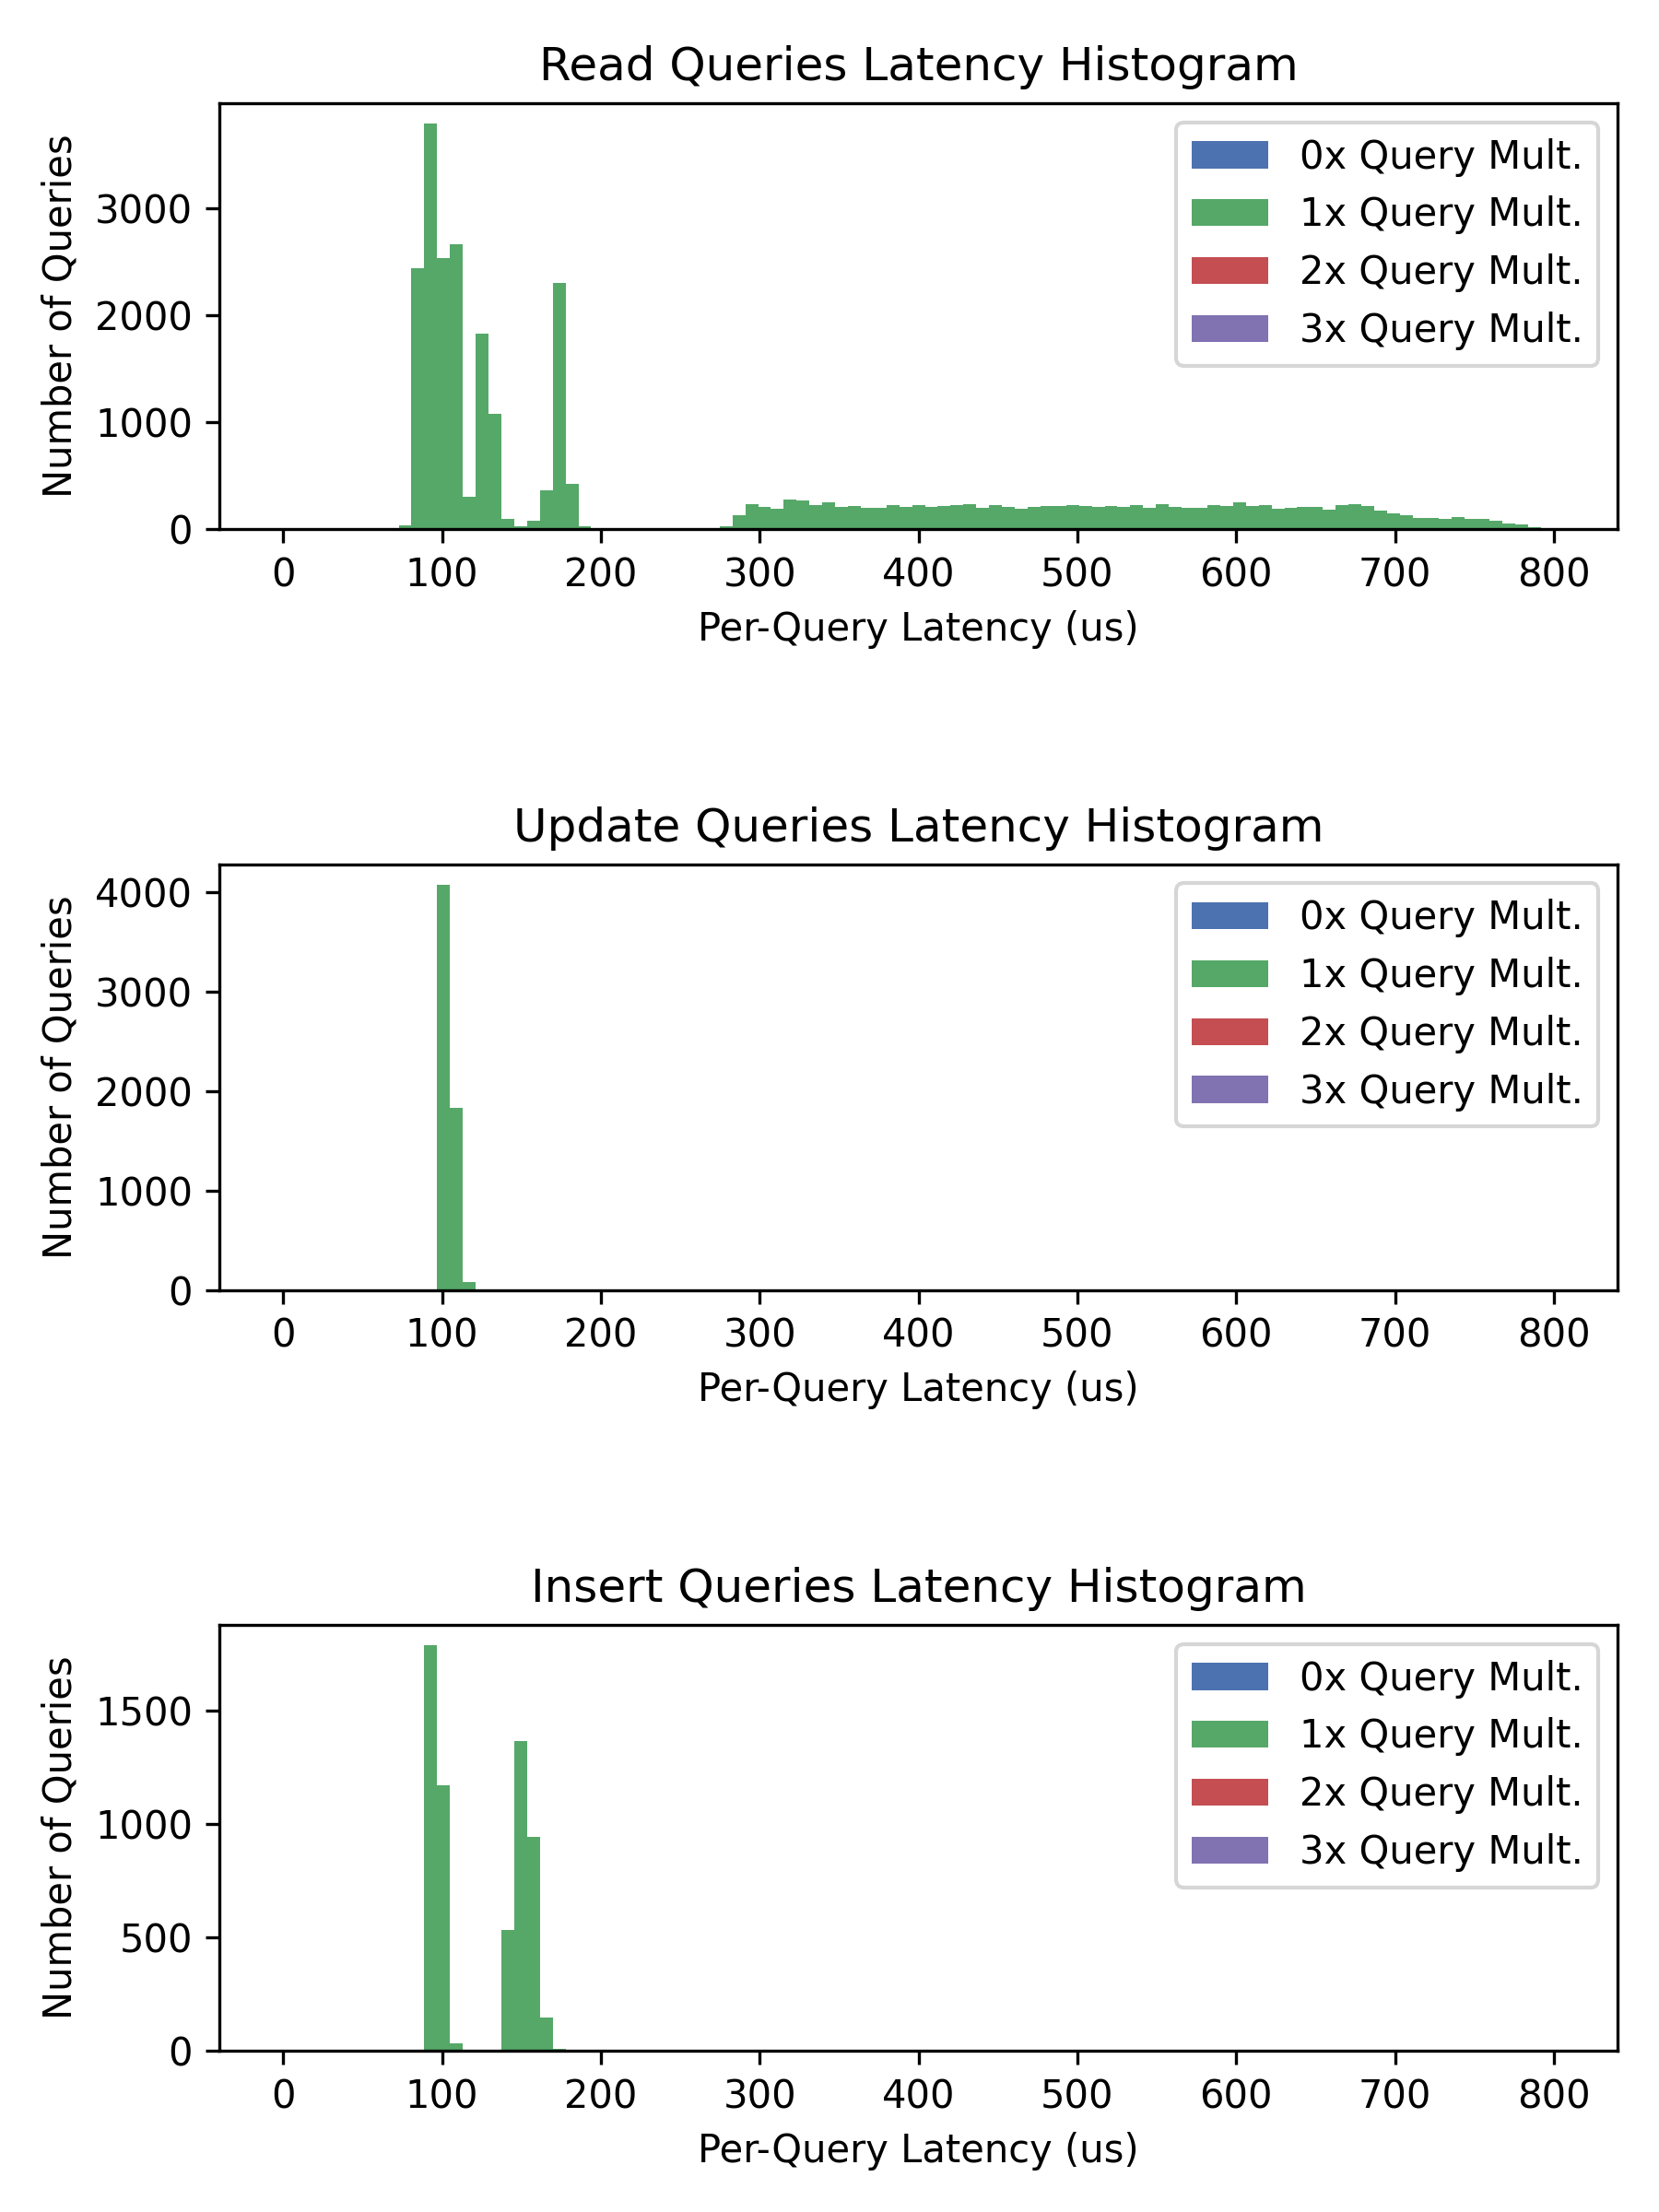 Read Queries Latency Histogram
Number of Queries
3000
2000
1000
0
0x Query Mult.
1x Query Mult.
2x Query Mult.
3x Query Mult.
0 100 200 300 400 500 600 700 800
Per-Query Latency (us)
Update Queries Latency Histogram
Number of Queries
4000
3000
2000
1000
0
0x Query Mult.
1x Query Mult.
2x Query Mult.
3x Query Mult.
0 100 200 300 400 500 600 700 800
Per-Query Latency (us)
Insert Queries Latency Histogram
Number of Queries
1500
1000
500
0
0x Query Mult.
1x Query Mult.
2x Query Mult.
3x Query Mult.
0 100 200 300 400 500 600 700 800
Per-Query Latency (us)